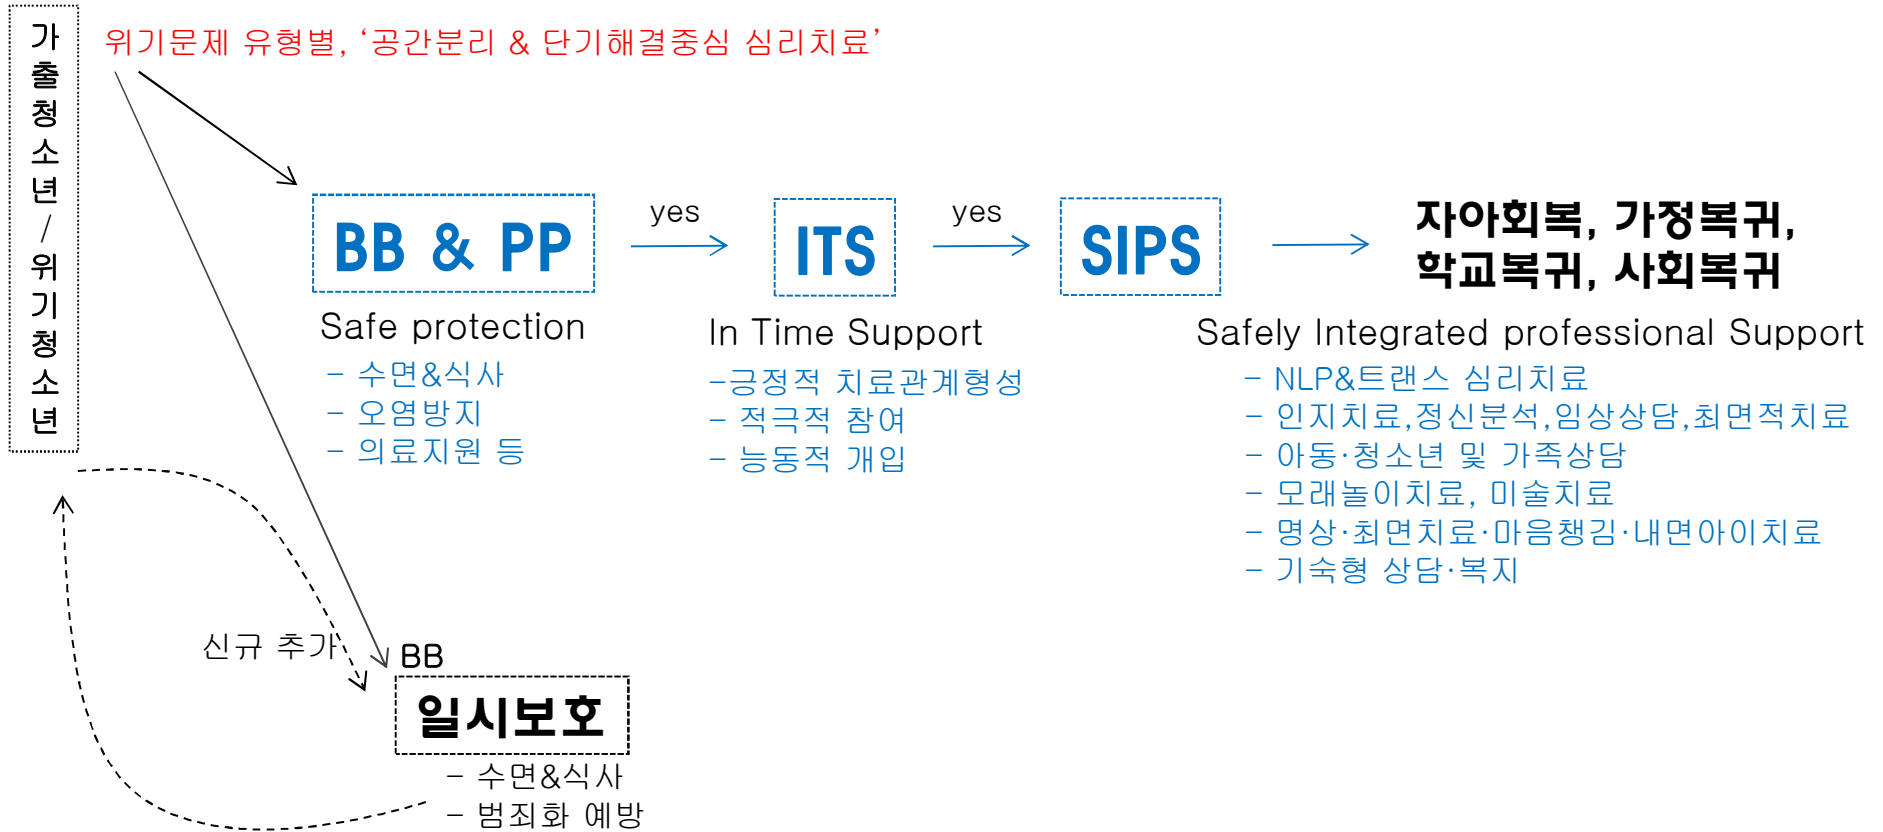 가출청소년/위기청소년
위기문제 유형별, ‘공간분리 & 단기해결중심 심리치료’
BB & PP
yes
ITS
yes
SIPS
자아회복, 가정복귀,
학교복귀, 사회복귀
Safe protection
- 수면&식사
- 오염방지
- 의료지원 등
In Time Support
-긍정적 치료관계형성
- 적극적 참여
- 능동적 개입
Safely Integrated professional Support
- NLP&트랜스 심리치료
- 인지치료,정신분석,임상상담,최면적치료
- 아동·청소년 및 가족상담
- 모래놀이치료, 미술치료
- 명상·최면치료·마음챙김·내면아이치료
- 기숙형 상담·복지
신규 추가
BB
일시보호
- 수면&식사
- 범죄화 예방